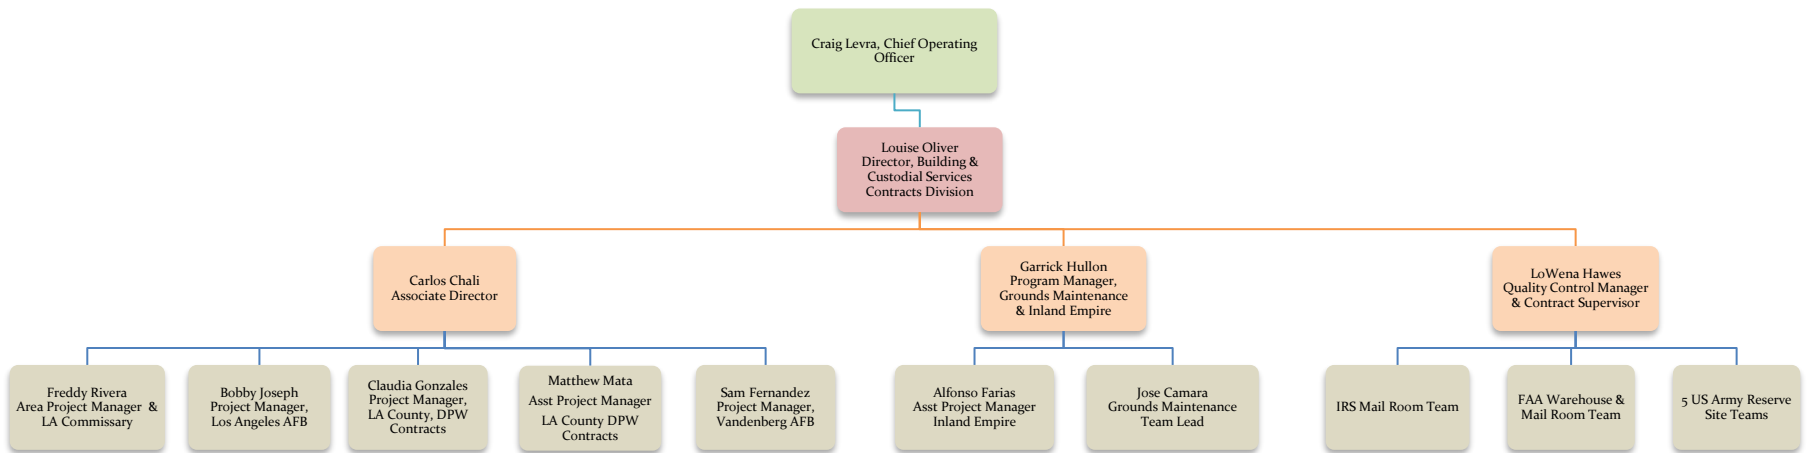 Craig Levra, Chief Operating
Officer
Louise Oliver
Director, Building &
Custodial Services
Contracts Division
Carlos Chali
Associate Director
Garrick Hullon
Program Manager,
Grounds Maintenance
& Inland Empire
LoWena Hawes
Quality Control Manager
& Contract Supervisor
Freddy Rivera
Area Project Manager &
LA Commissary
Bobby Joseph
Project Manager,
Los Angeles AFB
Claudia Gonzales
Project Manager,
LA County, DPW
Contracts
Matthew Mata
Asst Project Manager
LA County DPW
Contracts
Sam Fernandez
Project Manager,
Vandenberg AFB
Alfonso Farias
Asst Project Manager
Inland Empire
Jose Camara
Grounds Maintenance
Team Lead
IRS Mail Room Team
FAA Warehouse &
Mail Room Team
5 US Army Reserve
Site Teams